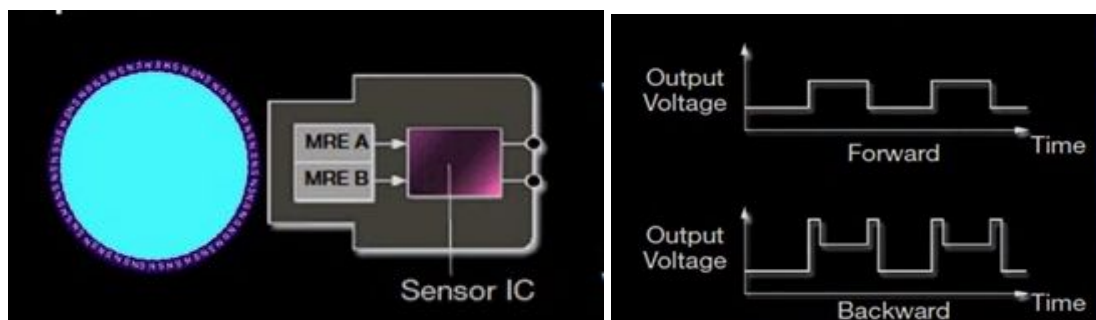 MRE A
MRE B
Sensor IC
Output
Voltage
Time
Forward
Output
Voltage
Time
Backward